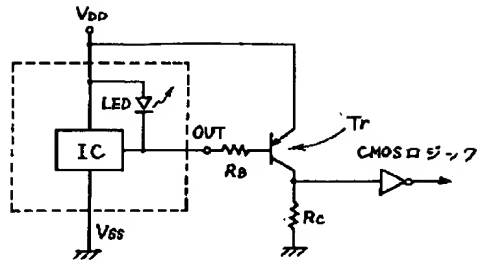 VDD
LED
IC
OUT
RB
Tr
CMOSロジック
RC
VSS